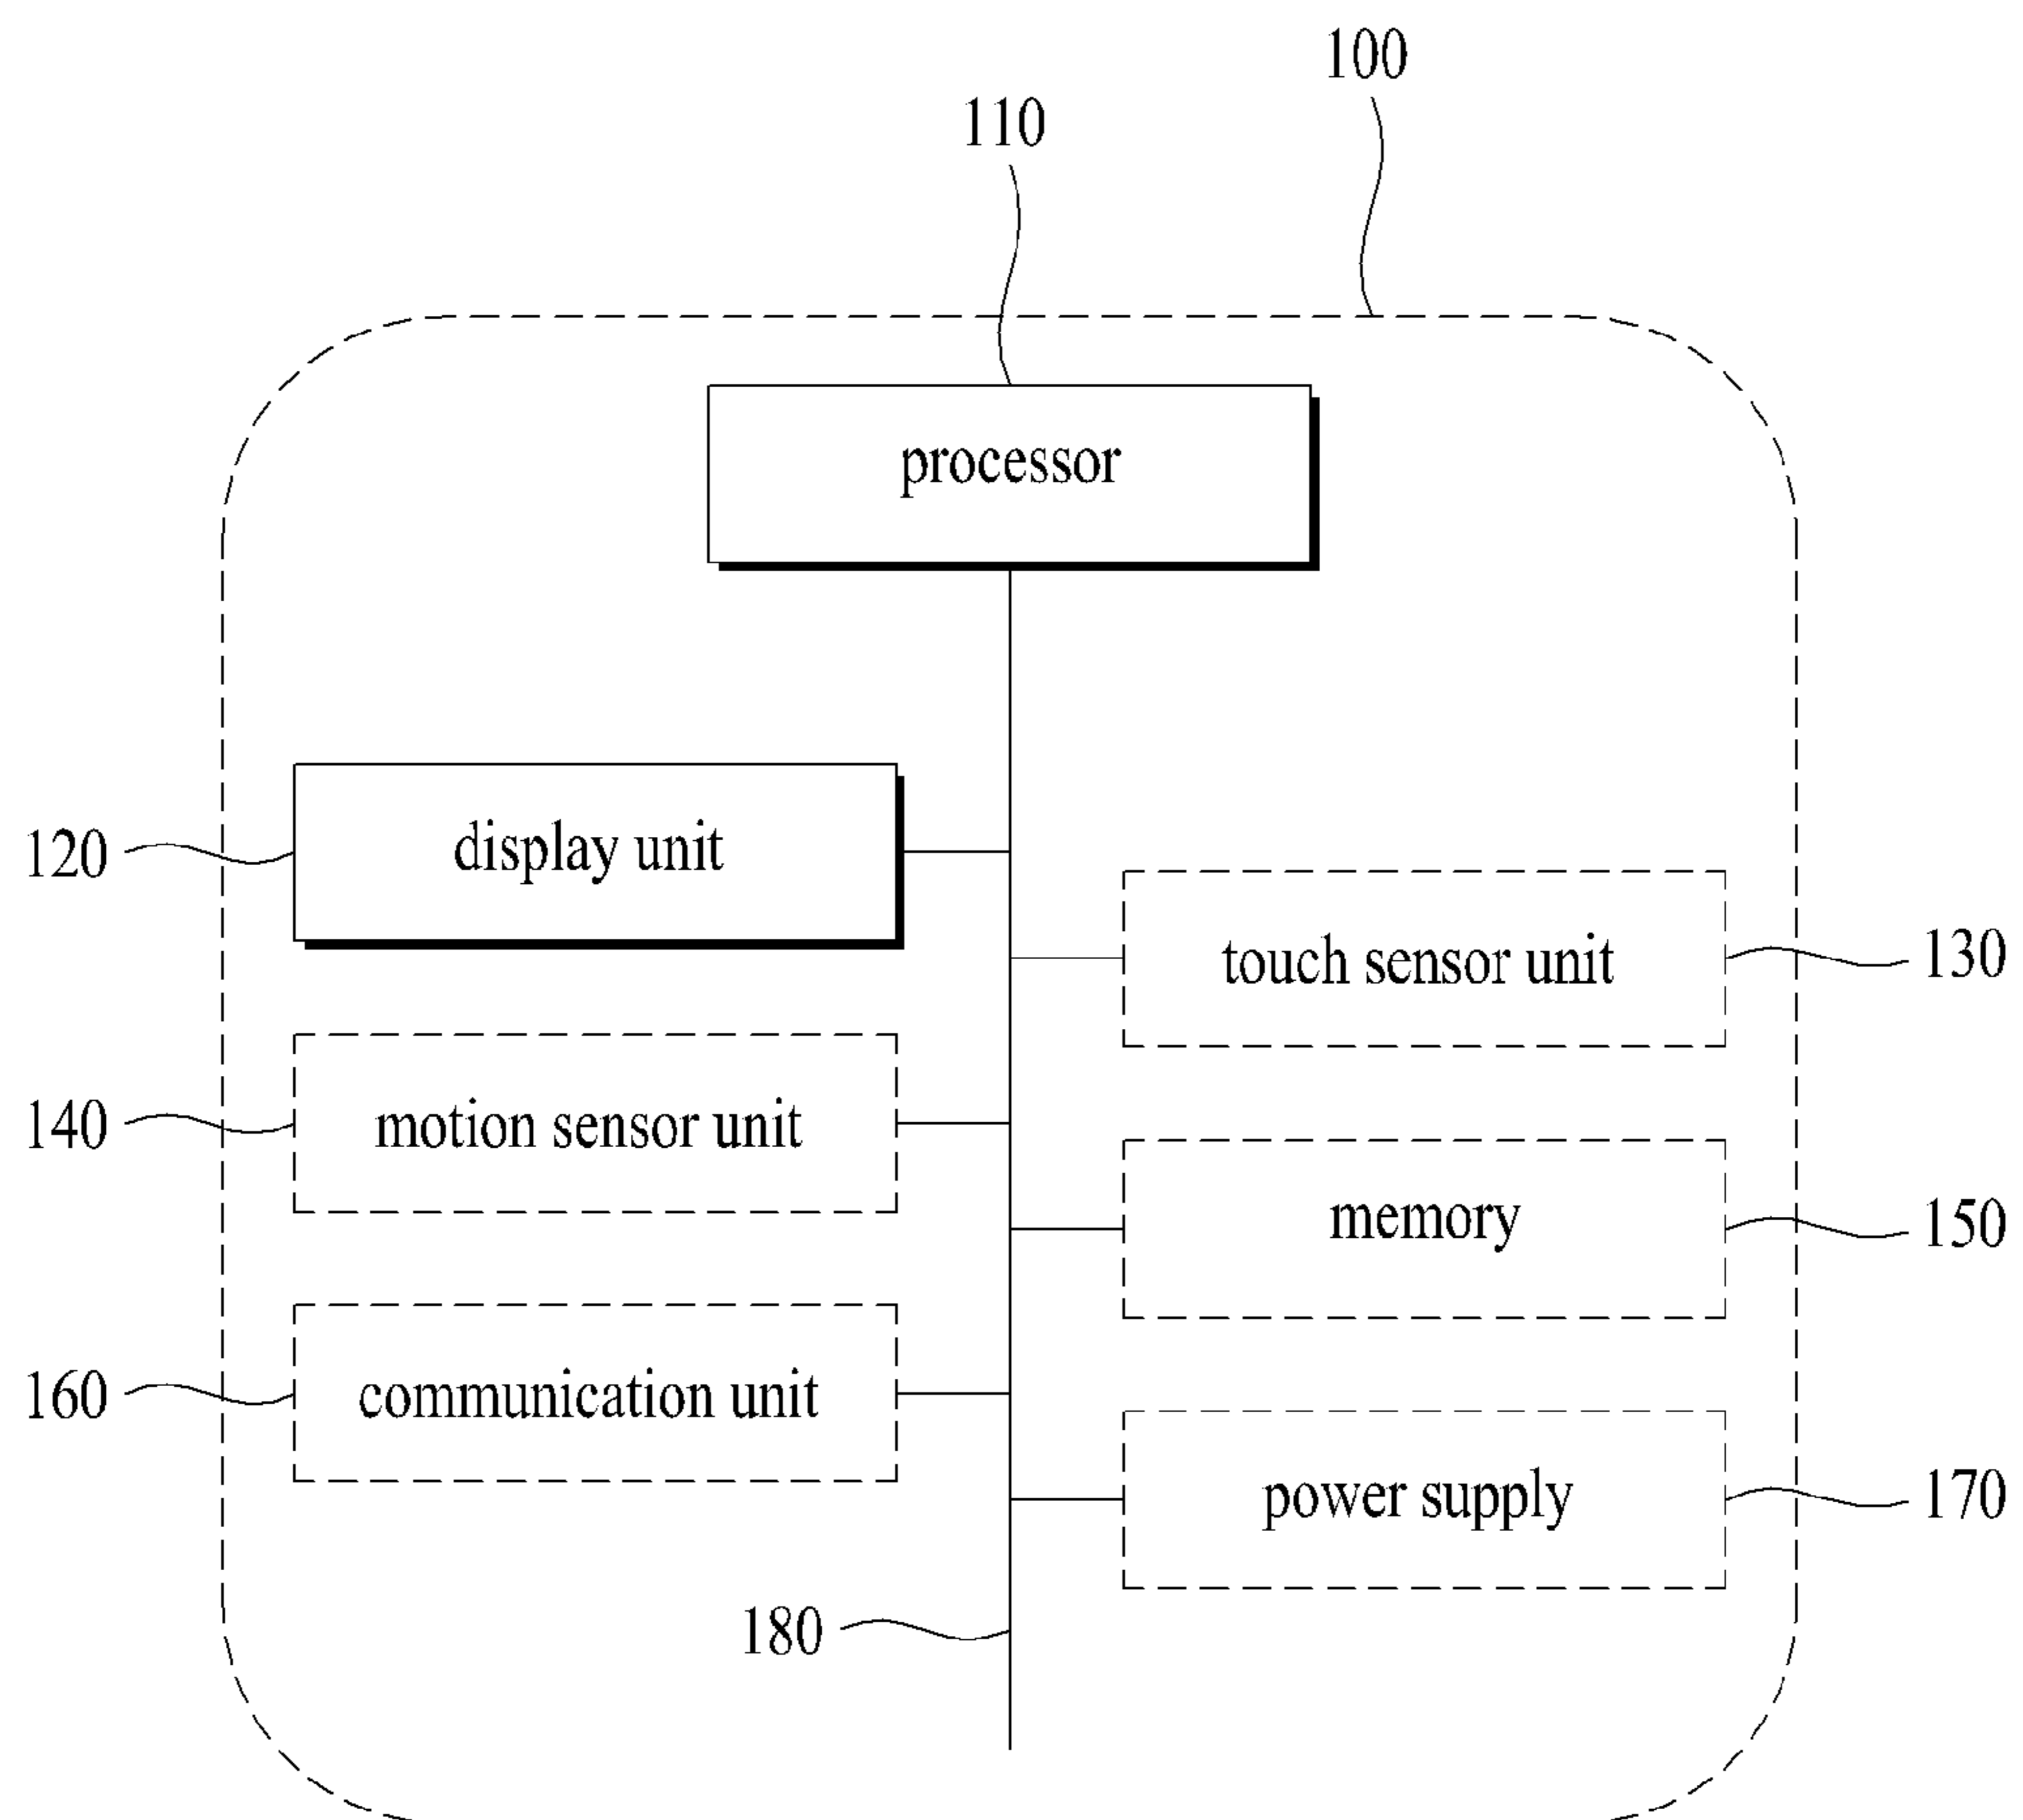 100
110
processor
120
display unit
touch sensor unit
130
140
motion sensor unit
memory
150
160
communication unit
power supply
170
180